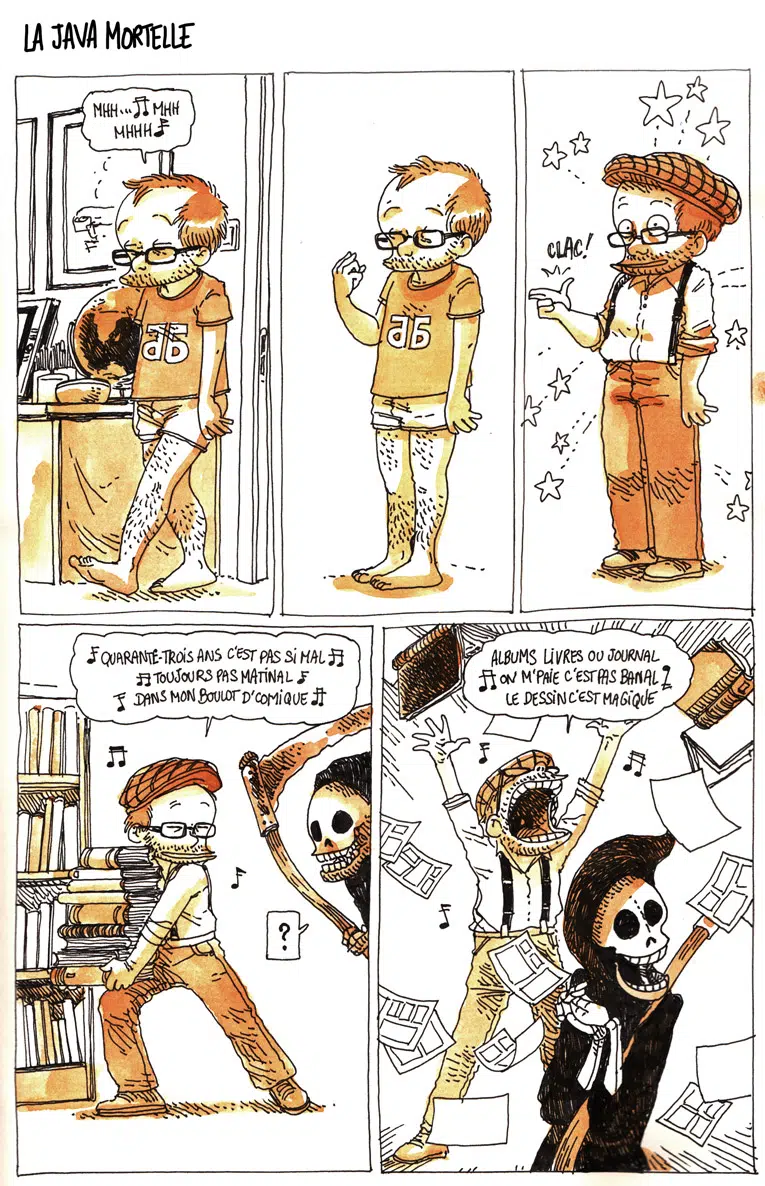 LA JAVA MORTELLE
MHH... ♫ MHH
MHHH ♪
CLAC!
♪ QUARANTE-TROIS ANS C'EST PAS SI MAL ♫
♫ TOUJOURS PAS MATINAL ♪
♪ DANS MON BOULOT D'COMIQUE ♫
?
ALBUMS LIVRES OU JOURNAL
♫ ON M'PAIE C'EST PAS BANAL
LE DESSIN C'EST MAGIQUE